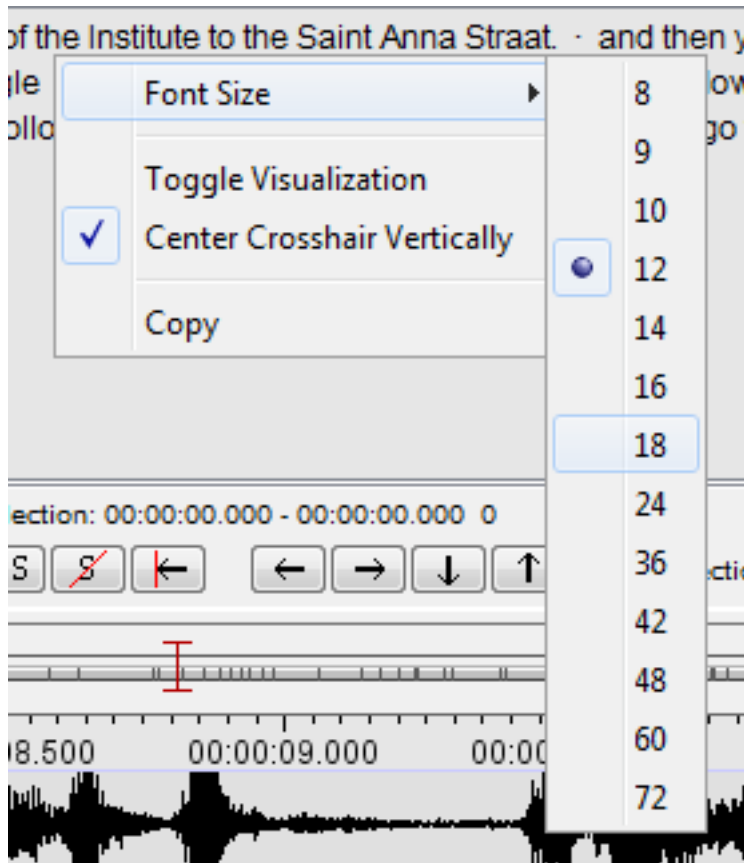 of the Institute to the Saint Anna Straat. · and then y
Font Size
8
9
10
Toggle Visualization
Center Crosshair Vertically
12
Copy
14
16
18
24
36
42
48
60
72
ection: 00:00:00.000 - 00:00:00.000 0
S S
08.500 00:00:09.000 00:00